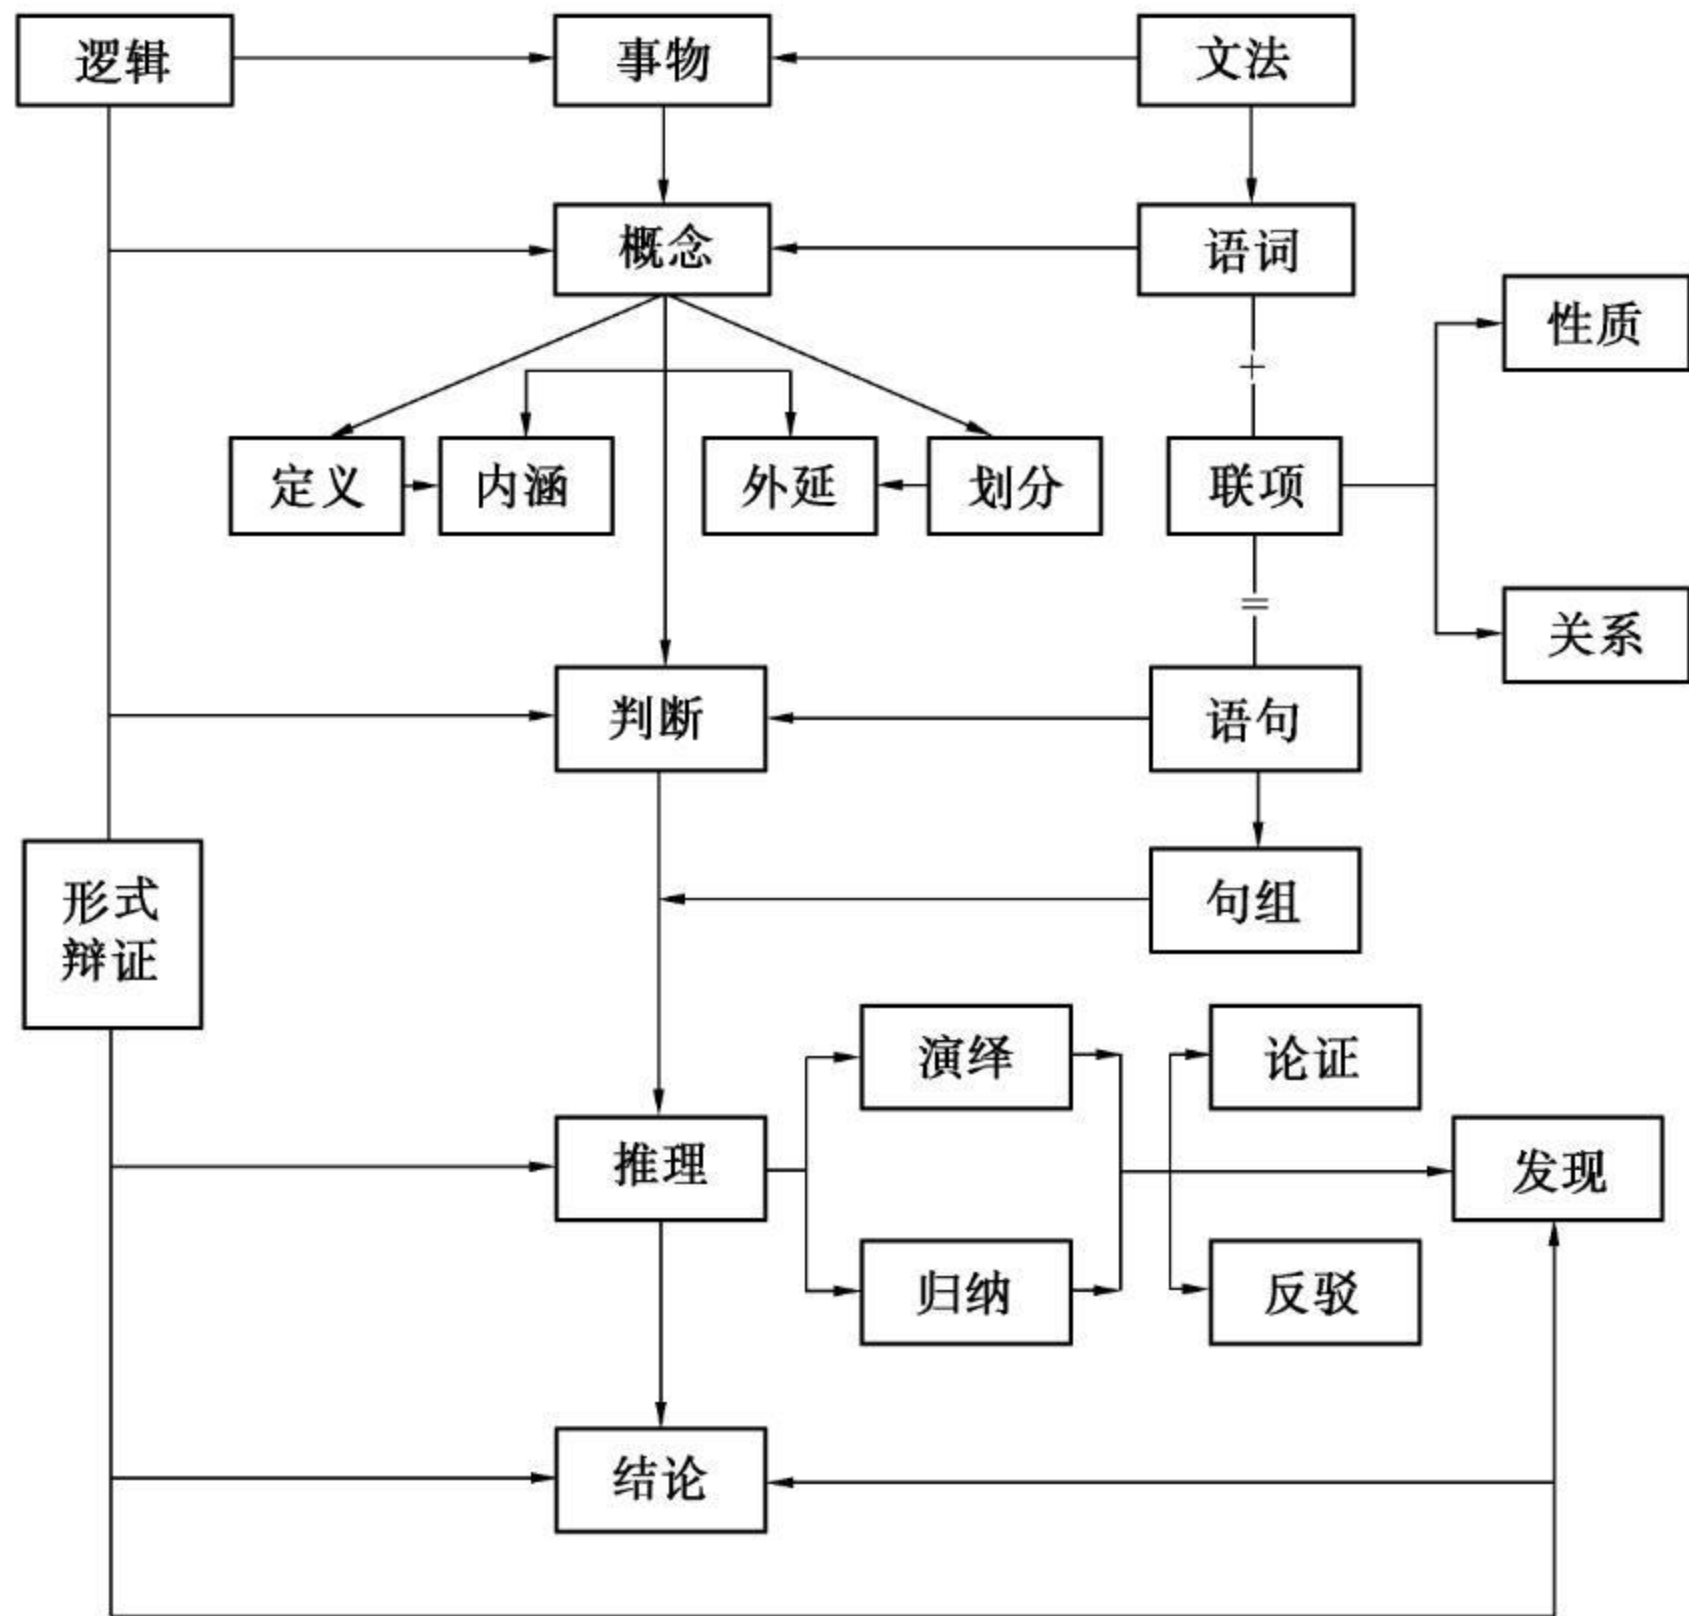 逻辑
事物
文法
概念
语词
性质
+
定义
内涵
外延
划分
联项
=
关系
判断
语句
形式
辩证
句组
演绎
论证
推理
发现
归纳
反驳
结论